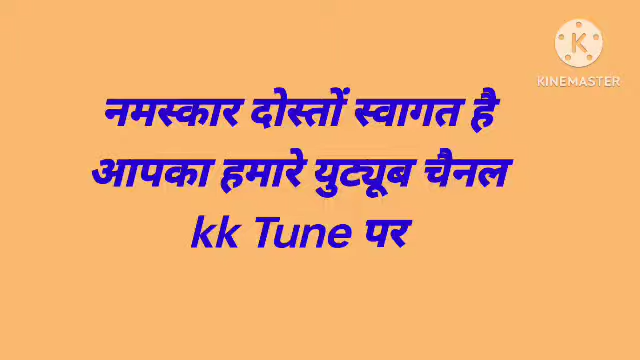 K
KINEMASTER
नमस्कार दोस्तों स्वागत है
आपका हमारे युट्यूब चैनल
kk Tune पर